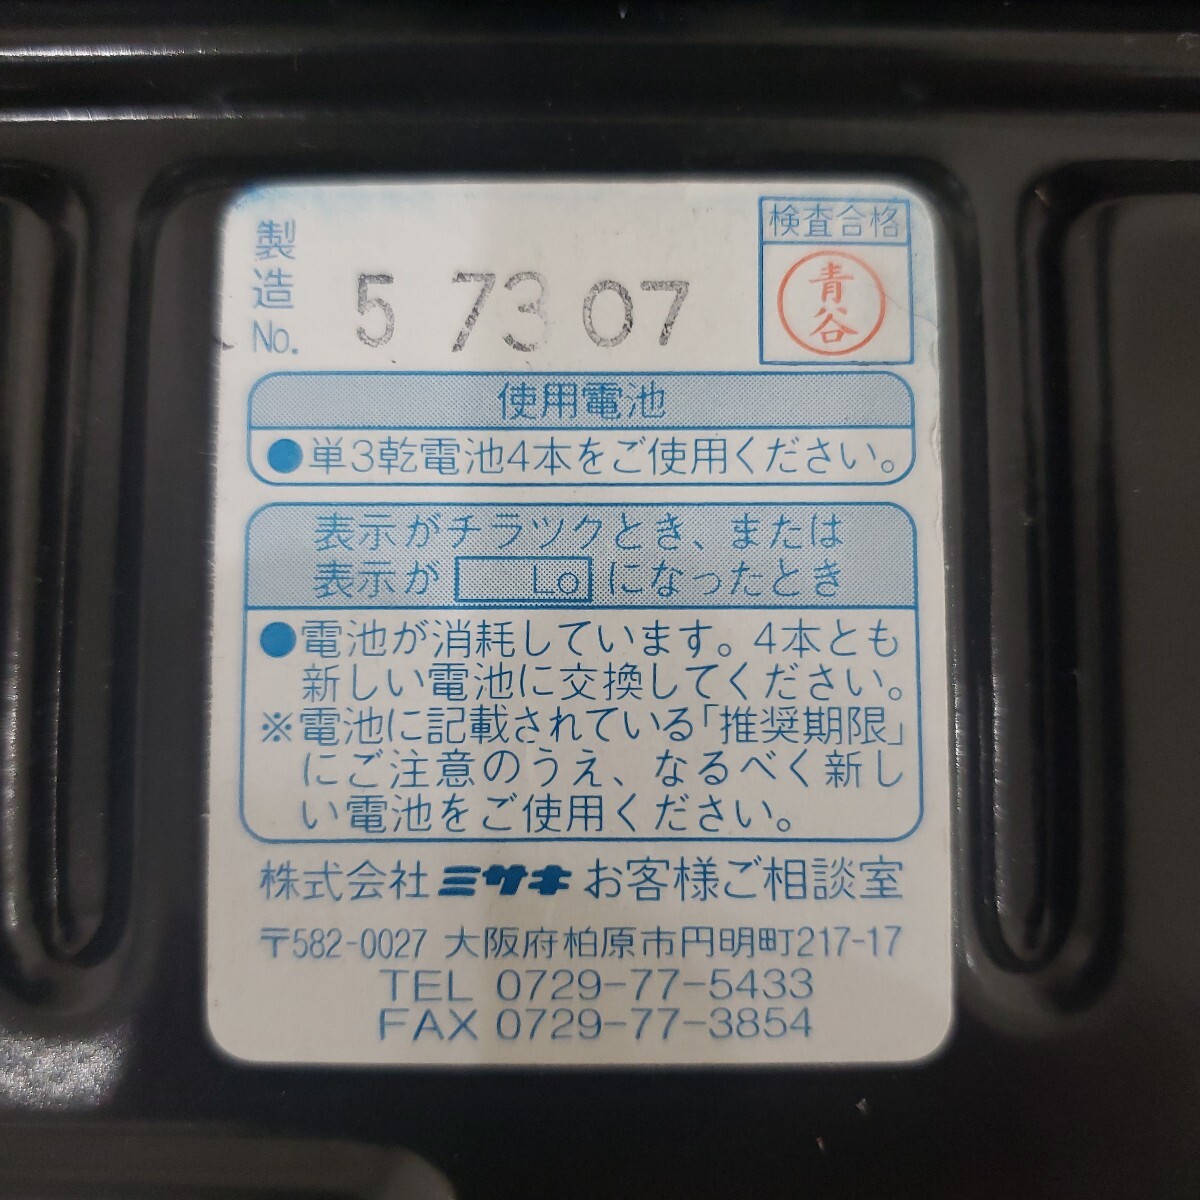 製造No. 5 73 07
検査合格
青谷
使用電池
●単3乾電池4本をご使用ください。
表示がチラツクとき、または
表示が Lo になったとき
●電池が消耗しています。4本とも
新しい電池に交換してください。
※電池に記載されている「推奨期限」
にご注意のうえ、なるべく新し
い電池をご使用ください。
株式会社 ミサキ お客様ご相談室
〒582-0027 大阪府柏原市円明町217-17
TEL 0729-77-5433
FAX 0729-77-3854